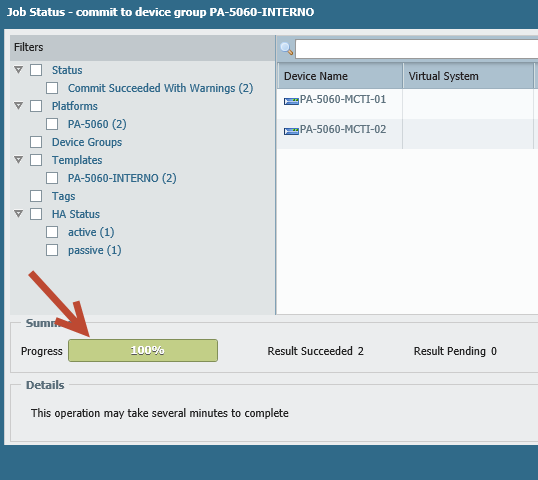 Job Status - commit to device group PA-5060-INTERNO
Filters
Status
Commit Succeeded With Warnings (2)
Platforms
PA-5060 (2)
Device Groups
Templates
PA-5060-INTERNO (2)
Tags
HA Status
active (1)
passive (1)
Device Name Virtual System
PA-5060-MCTI-01
PA-5060-MCTI-02
Progress 100% Result Succeeded 2 Result Pending 0
Details
This operation may take several minutes to complete